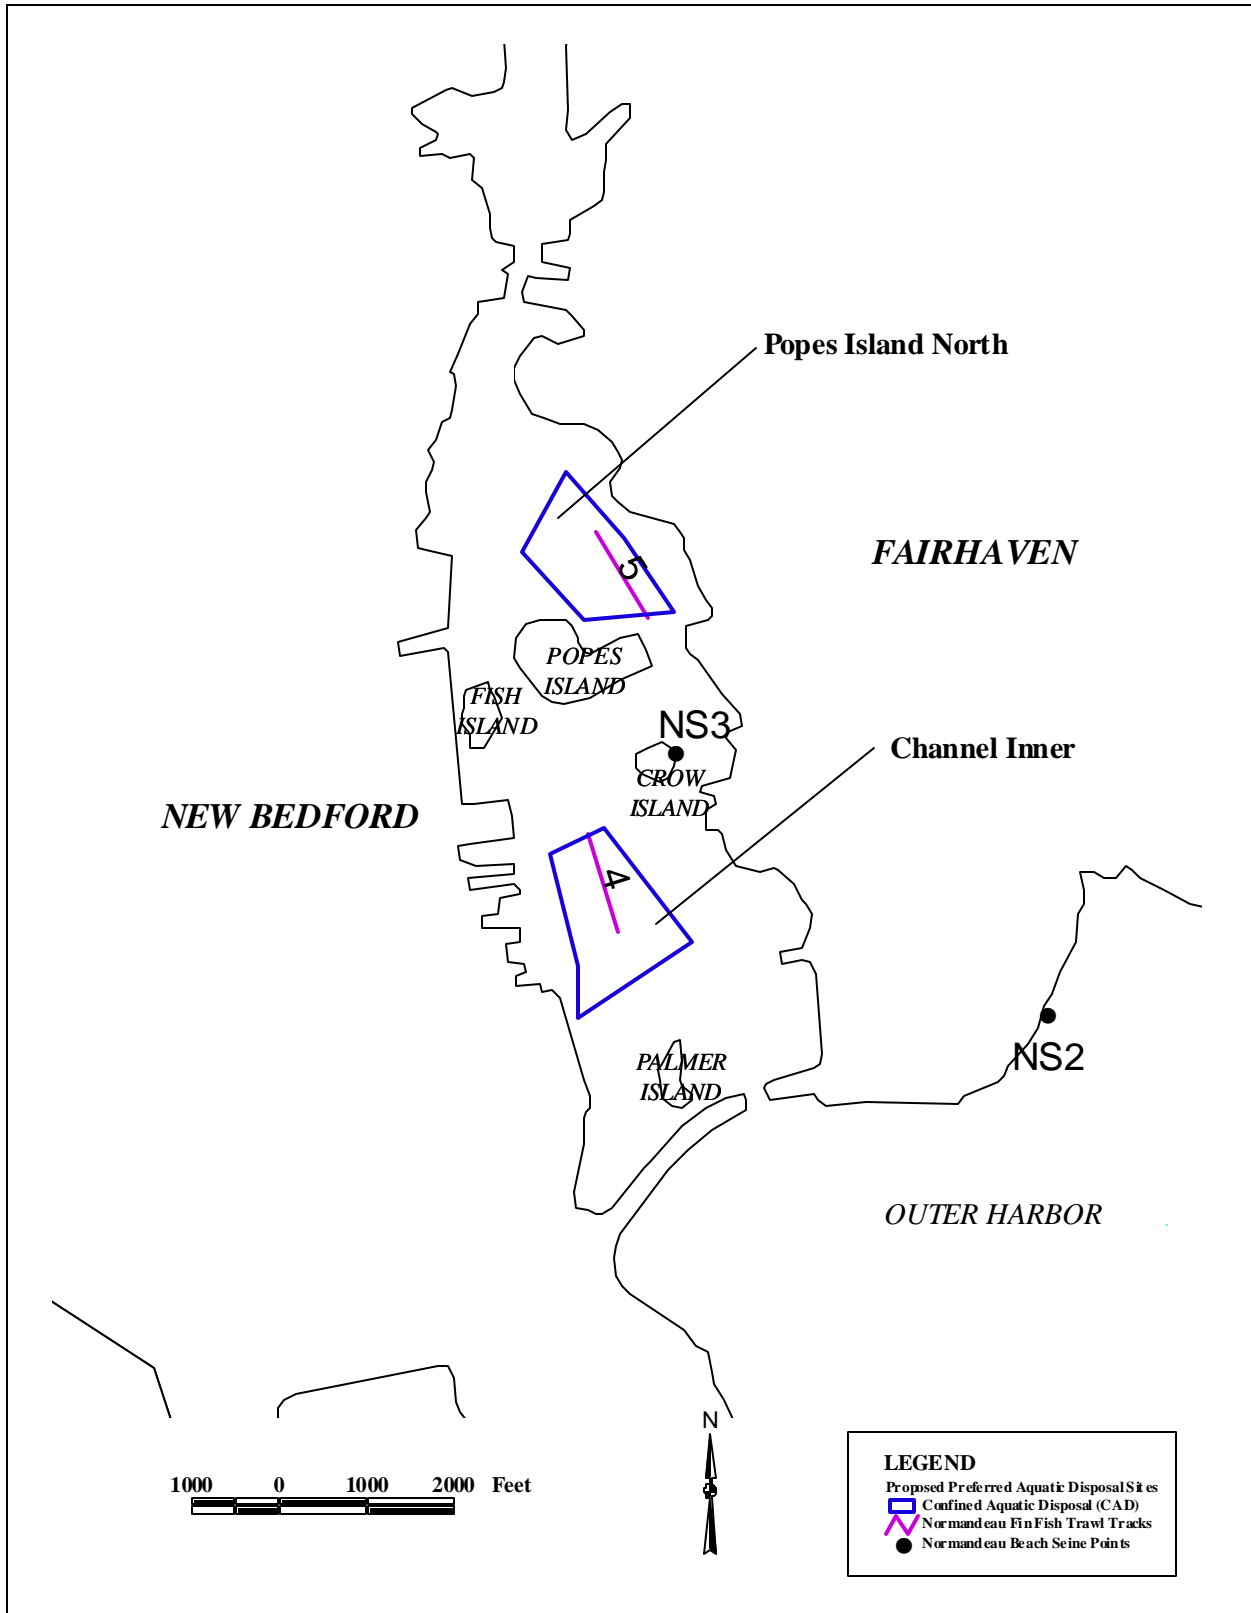 Popes Island North
FAIRHAVEN
5
POPES
ISLAND
FISH
ISLAND
NS3
Channel Inner
CROW
ISLAND
NEW BEDFORD
4
NS2
PALMER
ISLAND
OUTER HARBOR
N
1000 0 1000 2000 Feet
LEGEND
Proposed Preferred Aquatic Disposal Sites
Confined Aquatic Disposal (CAD)
Normandeau FinFish Trawl Tracks
Normandeau Beach Seine Points